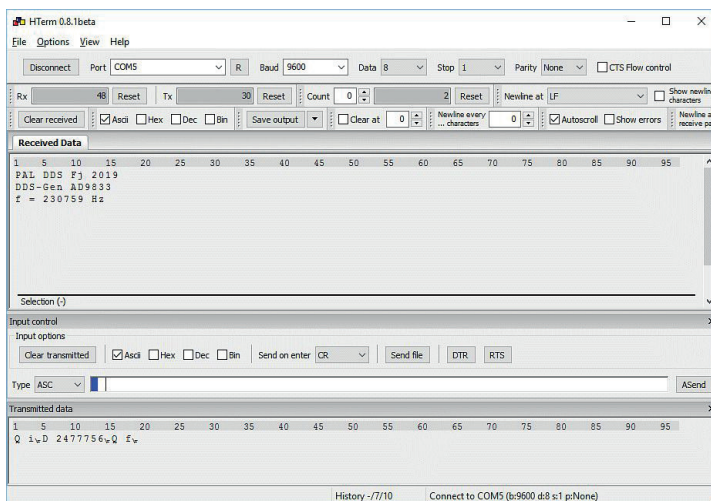 HTerm 0.8.1beta
File Options View Help
Disconnect Port COM5 R Baud 9600 Data 8 Stop 1 Parity None CTS Flow control
Rx 48 Reset Tx 30 Reset Count 0 2 Reset Newline at LF Show newline characters
Clear received Ascii Hex Dec Bin Save output Clear at 0 Newline every ... characters 0 Autoscroll Show errors Newline a receive pa
Received Data
1 5 10 15 20 25 30 35 40 45 50 55 60 65 70 75 80 85 90 95
PAL DDS Fj 2019
DDS-Gen AD9833
f = 230759 Hz
Selection (-)
Input control
Input options
Clear transmitted Ascii Hex Dec Bin Send on enter CR Send file DTR RTS
Type ASC ASend
Transmitted data
1 5 10 15 20 25 30 35 40 45 50 55 60 65 70 75 80 85 90 95
Q i␍D 2477756␍Q f␍
History -/7/10 Connect to COM5 (b:9600 d:8 s:1 p:None)